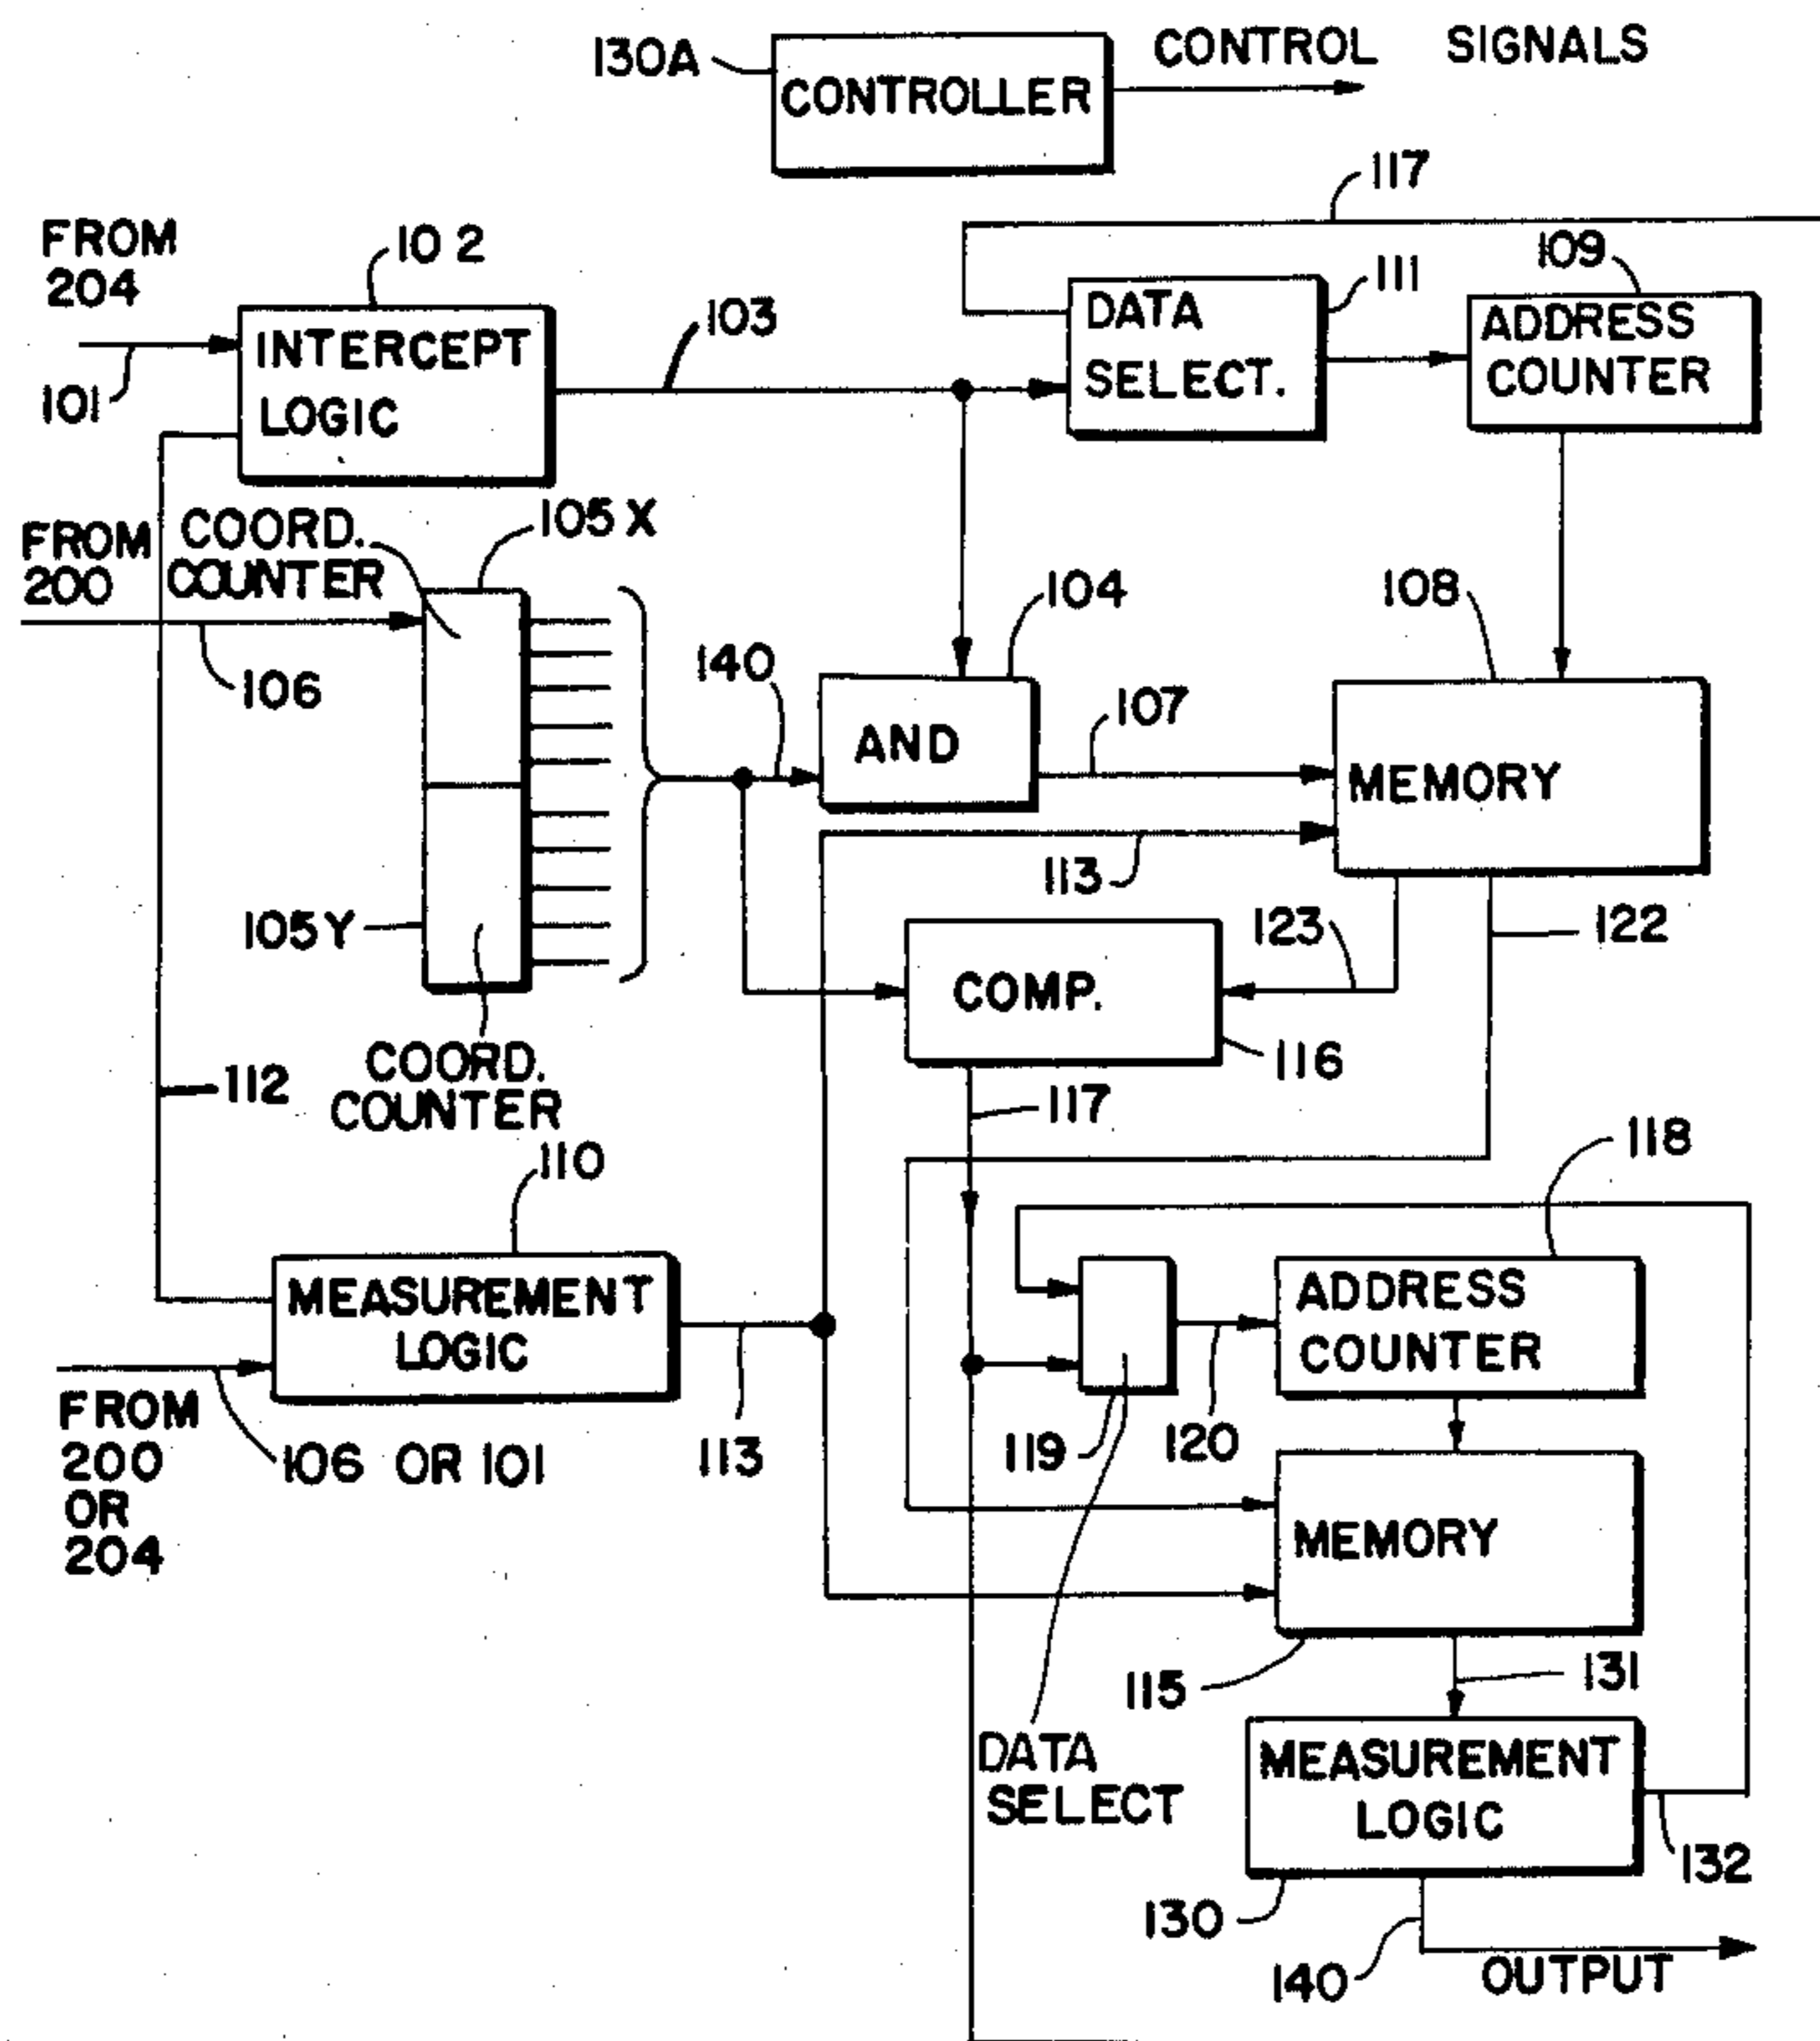 130A
CONTROLLER
CONTROL SIGNALS
117
FROM
204
102
101
INTERCEPT
LOGIC
103
DATA
SELECT.
111
109
ADDRESS
COUNTER
FROM
200
COORD.
COUNTER
105X
106
104
108
140
AND
107
MEMORY
113
105Y
123
122
COMP.
116
COORD.
COUNTER
112
117
110
118
MEASUREMENT
LOGIC
ADDRESS
COUNTER
FROM
200
OR
204
106 OR 101
113
119
120
MEMORY
115
131
DATA
SELECT
MEASUREMENT
LOGIC
132
130
140
OUTPUT